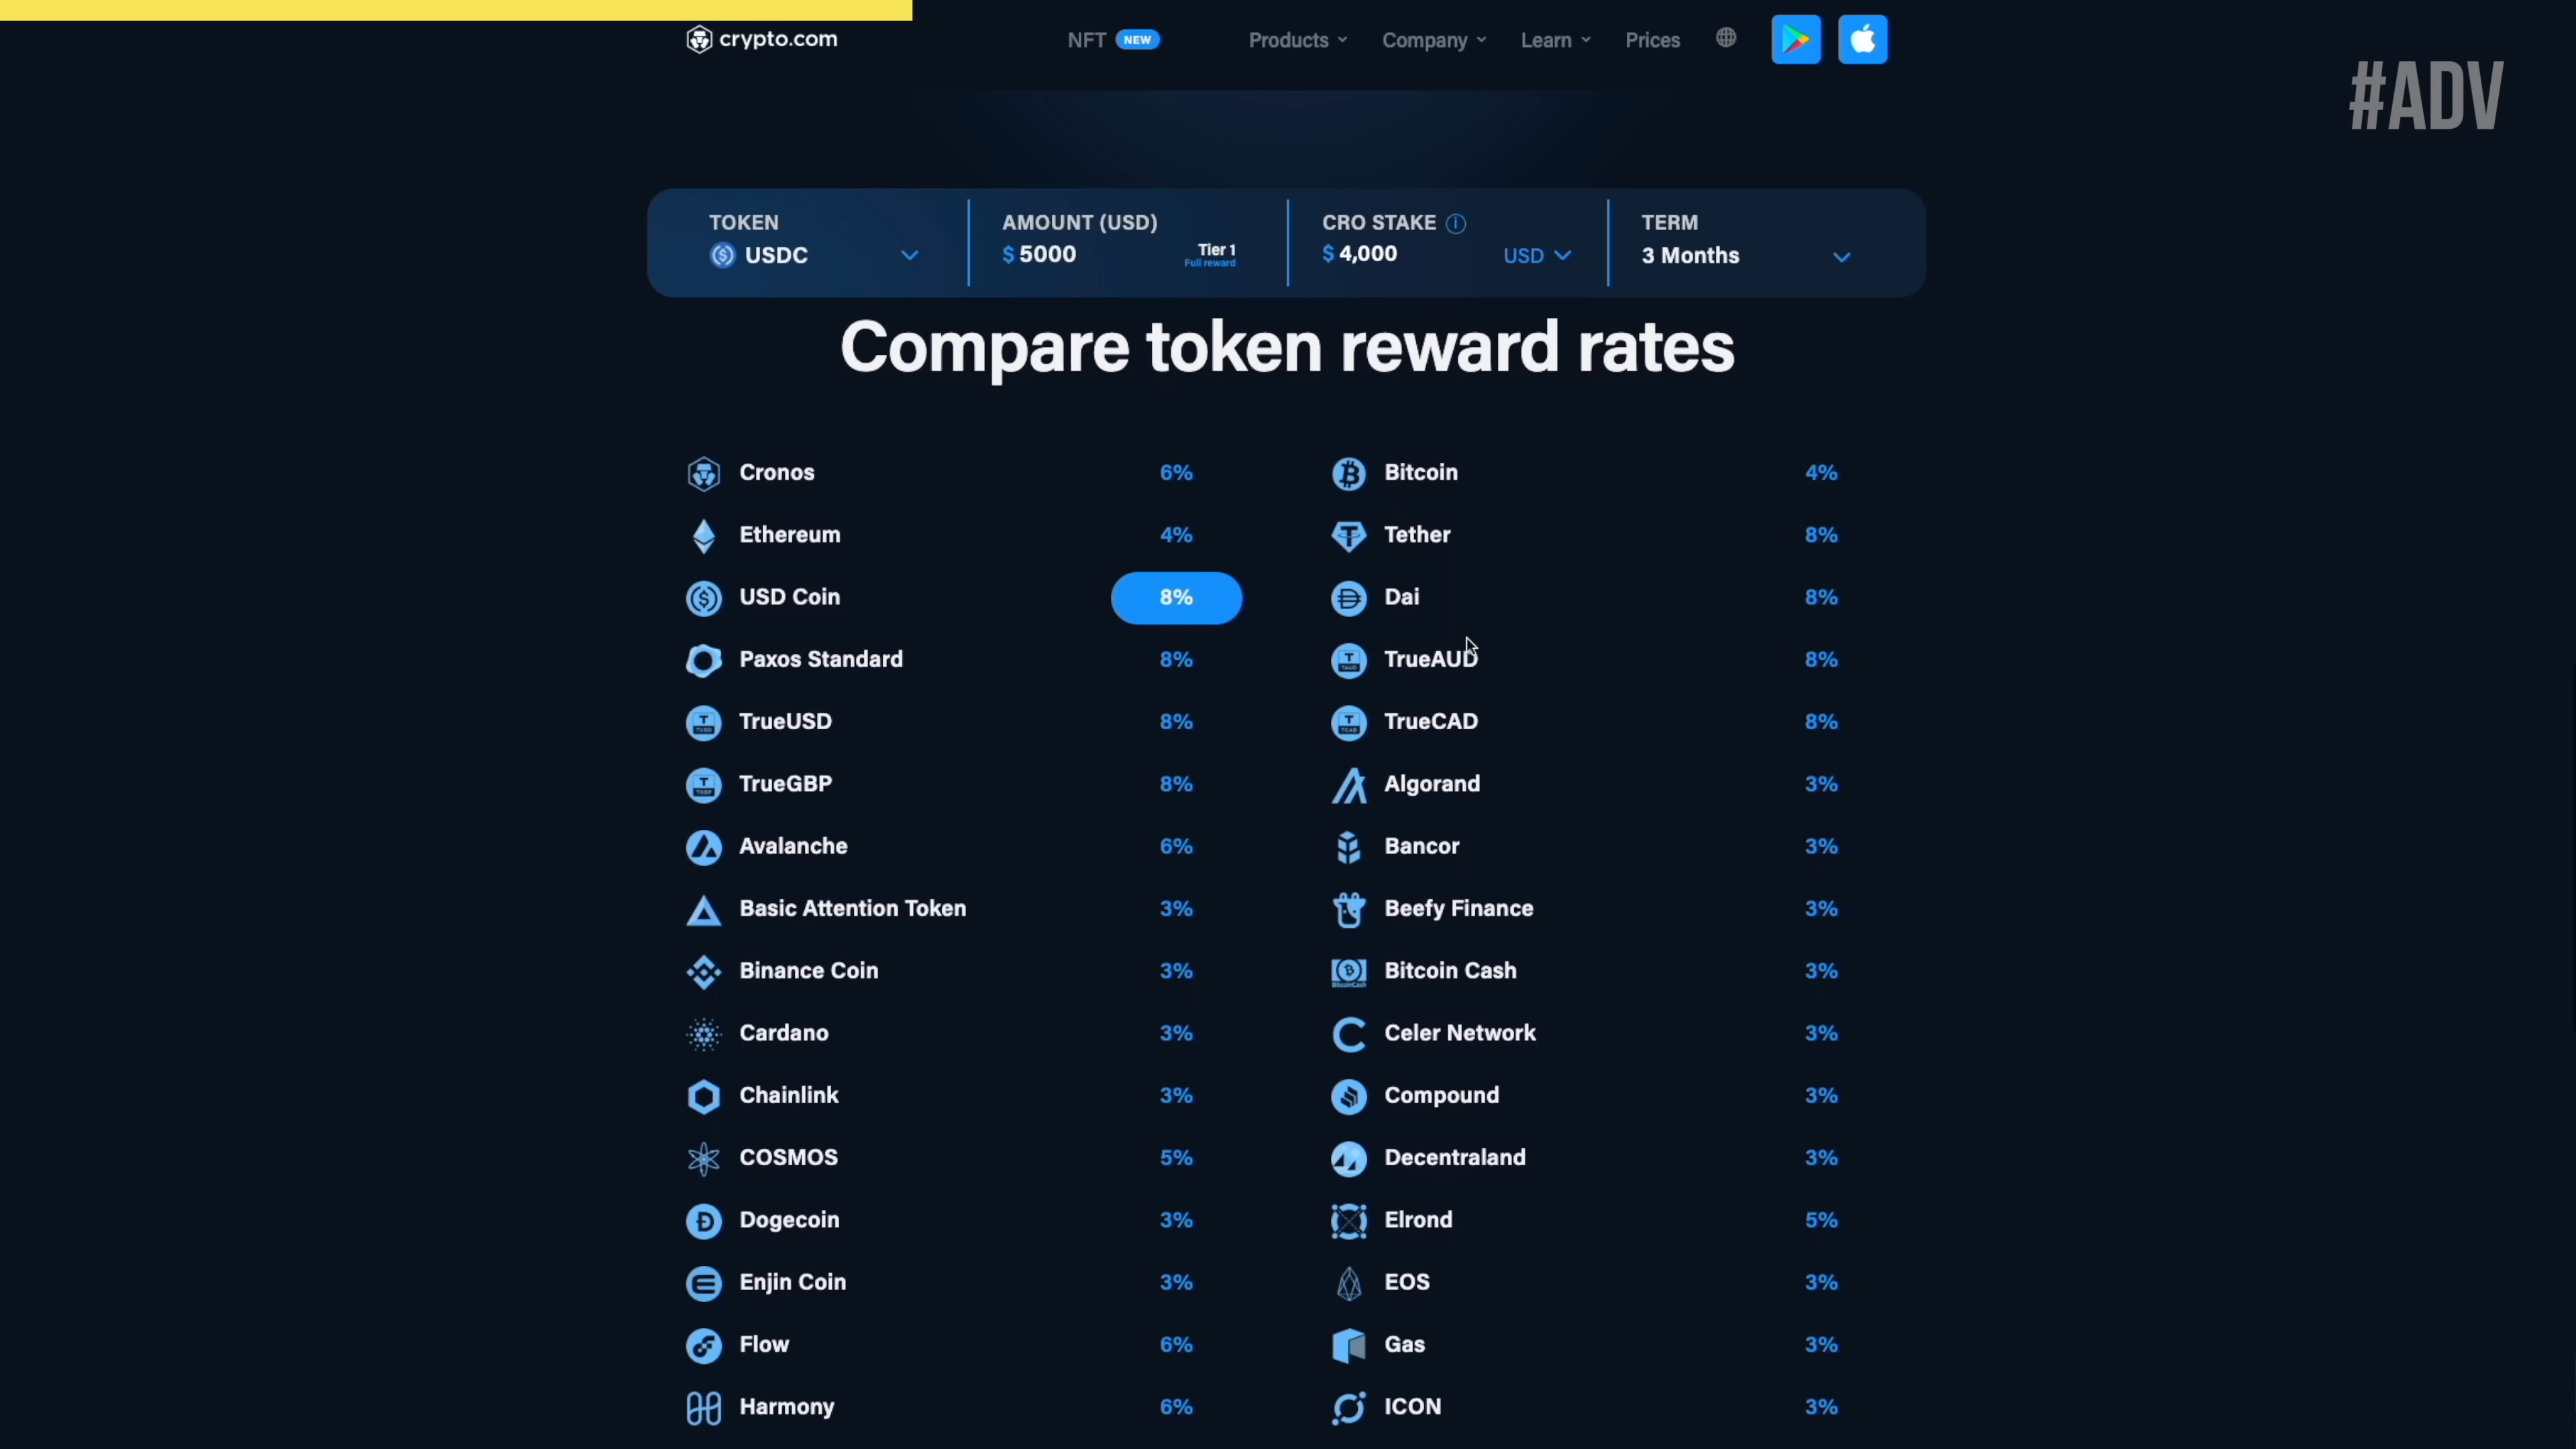 crypto.com NFT NEW Products Company Learn Prices
#ADV
TOKEN AMOUNT (USD) CRO STAKE TERM
USDC $ 5000 Tier 1 $ 4,000 USD 3 Months
Full reward
Compare token reward rates
Cronos 6% Bitcoin 4%
Ethereum 4% Tether 8%
USD Coin 8% Dai 8%
Paxos Standard 8% TrueAUD 8%
TrueUSD 8% TrueCAD 8%
TrueGBP 8% Algorand 3%
Avalanche 6% Bancor 3%
Basic Attention Token 3% Beefy Finance 3%
Binance Coin 3% Bitcoin Cash 3%
Cardano 3% Celer Network 3%
Chainlink 3% Compound 3%
COSMOS 5% Decentraland 3%
Dogecoin 3% Elrond 5%
Enjin Coin 3% EOS 3%
Flow 6% Gas 3%
Harmony 6% ICON 3%